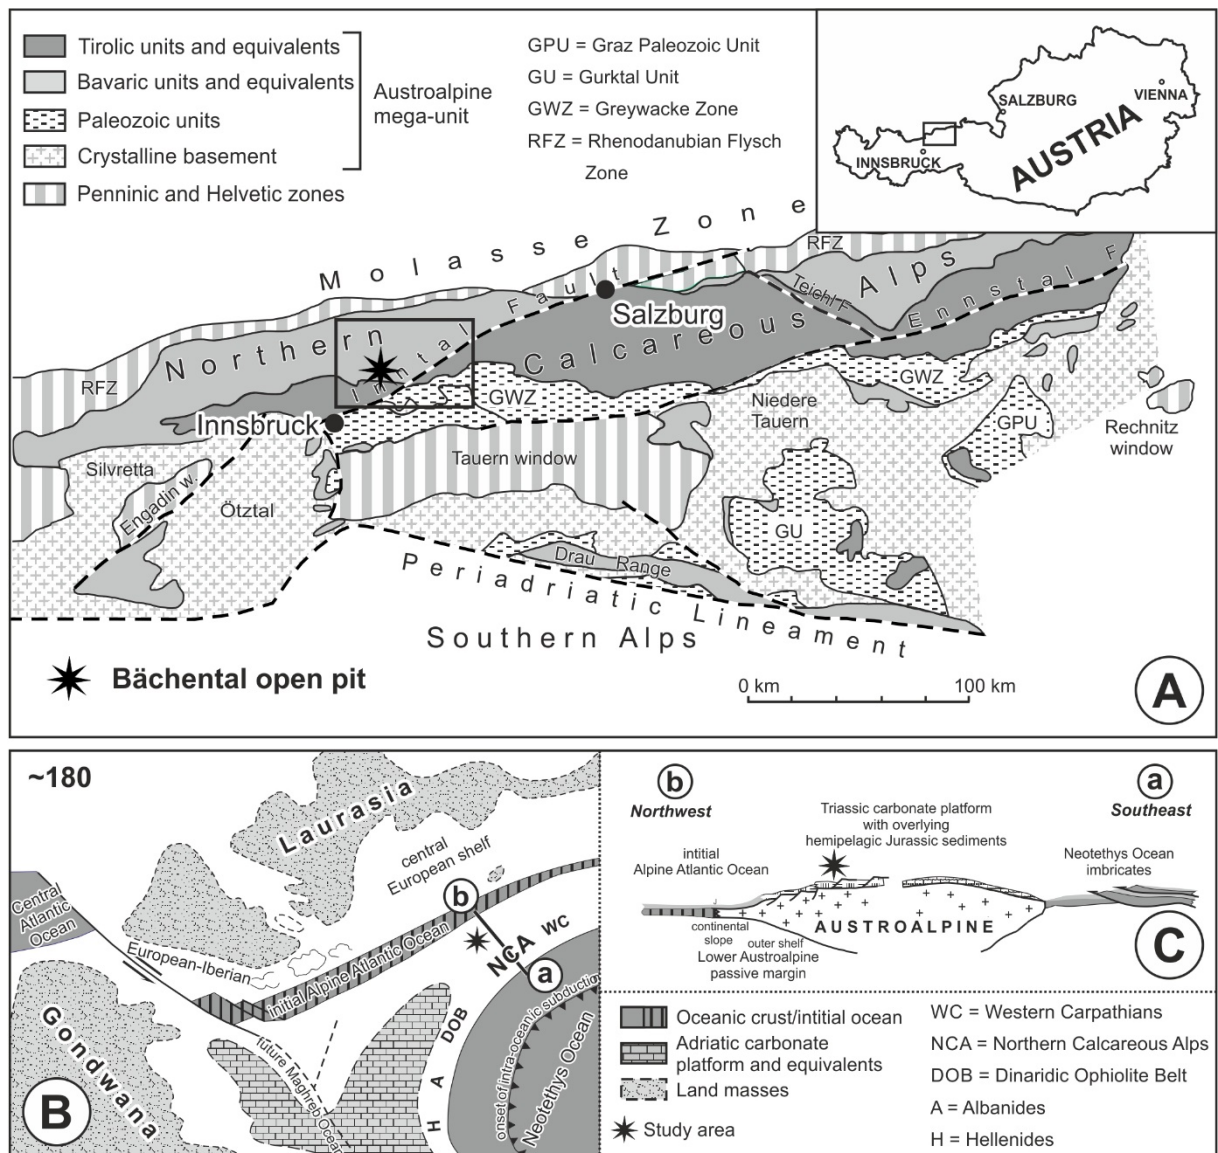 Tirolic units and equivalents
Bavaric units and equivalents
Paleozoic units
Crystalline basement
Penninic and Helvetic zones
Austroalpine
mega-unit
GPU = Graz Paleozoic Unit
GU = Gurktal Unit
GWZ = Greywacke Zone
RFZ = Rhenodanubian Flysch
Zone
SALZBURG
VIENNA
INNSBRUCK
AUSTRIA
Molasse Zone
RFZ
Northern Calcareous Alps
Inntal Fault
Salzburg
Teichl F
Ennstal F
RFZ
Innsbruck
GWZ
GWZ
Niedere
Tauern
GPU
Rechnitz
window
Silvretta
Engadin w.
Ötztal
Tauern window
GU
Drau Range
Periadriatic Lineament
Southern Alps
Bächental open pit
0 km
100 km
A
~180
Laurasia
central
European shelf
Central
Atlantic
Ocean
European-Iberian
initial Alpine Atlantic Ocean
b
NCA
WC
a
Gondwana
future Maghreb Ocean
DOB
A
H
onset of intra-oceanic subduction
Neotethys Ocean
B
b
Northwest
a
Southeast
Triassic carbonate platform
with overlying
hemipelagic Jurassic sediments
intitial
Alpine Atlantic Ocean
Neotethys Ocean
imbricates
AUSTROALPINE
continental
slope
outer shelf
Lower Austroalpine
passive margin
C
Oceanic crust/intitial ocean
Adriatic carbonate
platform and equivalents
Land masses
Study area
WC = Western Carpathians
NCA = Northern Calcareous Alps
DOB = Dinaridic Ophiolite Belt
A = Albanides
H = Hellenides